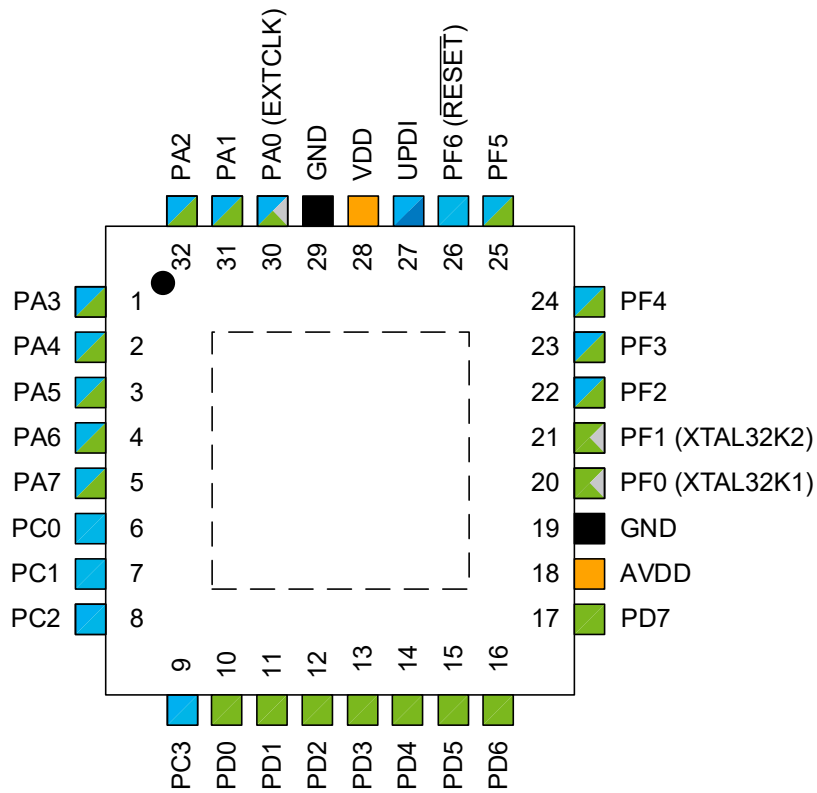 PA2
PA1
PA0 (EXTCLK)
GND
VDD
UPDI
PF6 (RESET)
PF5
32 31 30 29 28 27 26 25
PA3 1
PA4 2
PA5 3
PA6 4
PA7 5
PC0 6
PC1 7
PC2 8
24 PF4
23 PF3
22 PF2
21 PF1 (XTAL32K2)
20 PF0 (XTAL32K1)
19 GND
18 AVDD
17 PD7
9 10 11 12 13 14 15 16
PC3
PD0
PD1
PD2
PD3
PD4
PD5
PD6